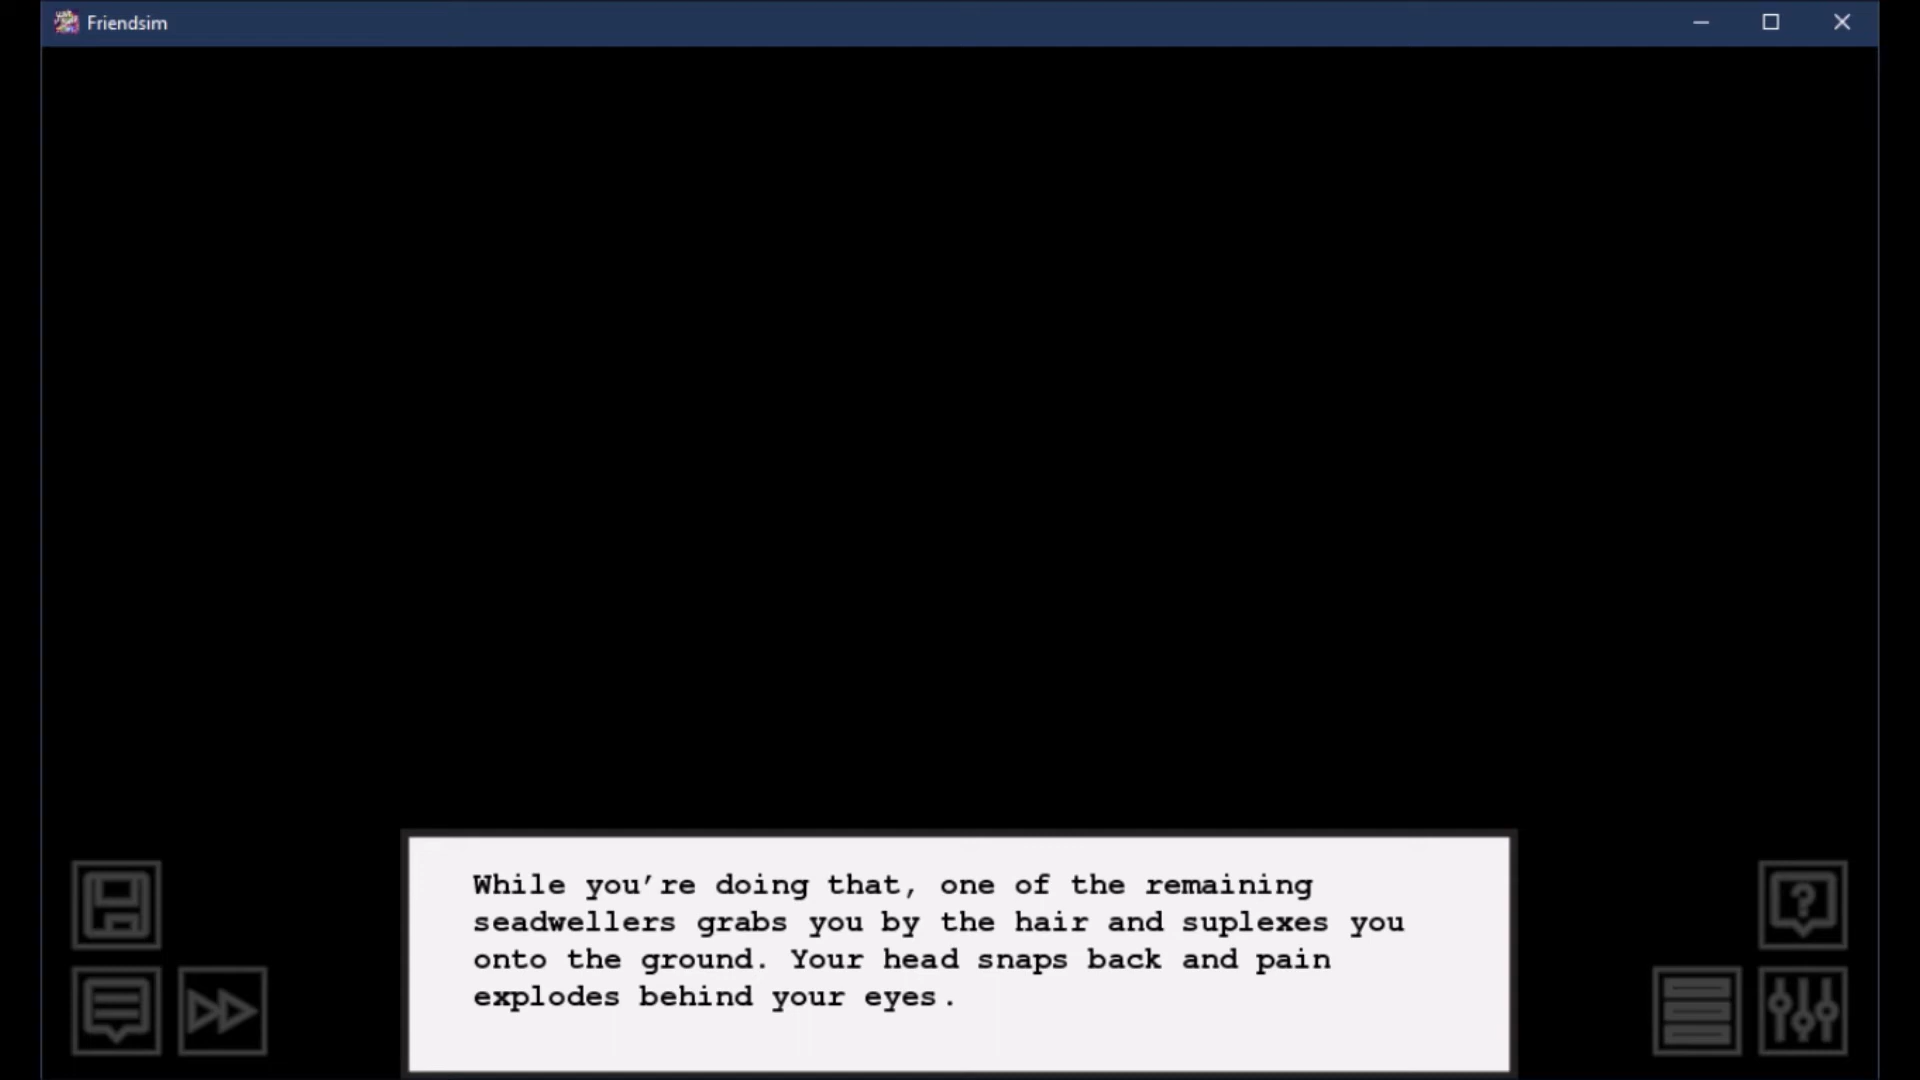 Friendsim
While you’re doing that, one of the remaining
seadwellers grabs you by the hair and suplexes you
onto the ground. Your head snaps back and pain
explodes behind your eyes.